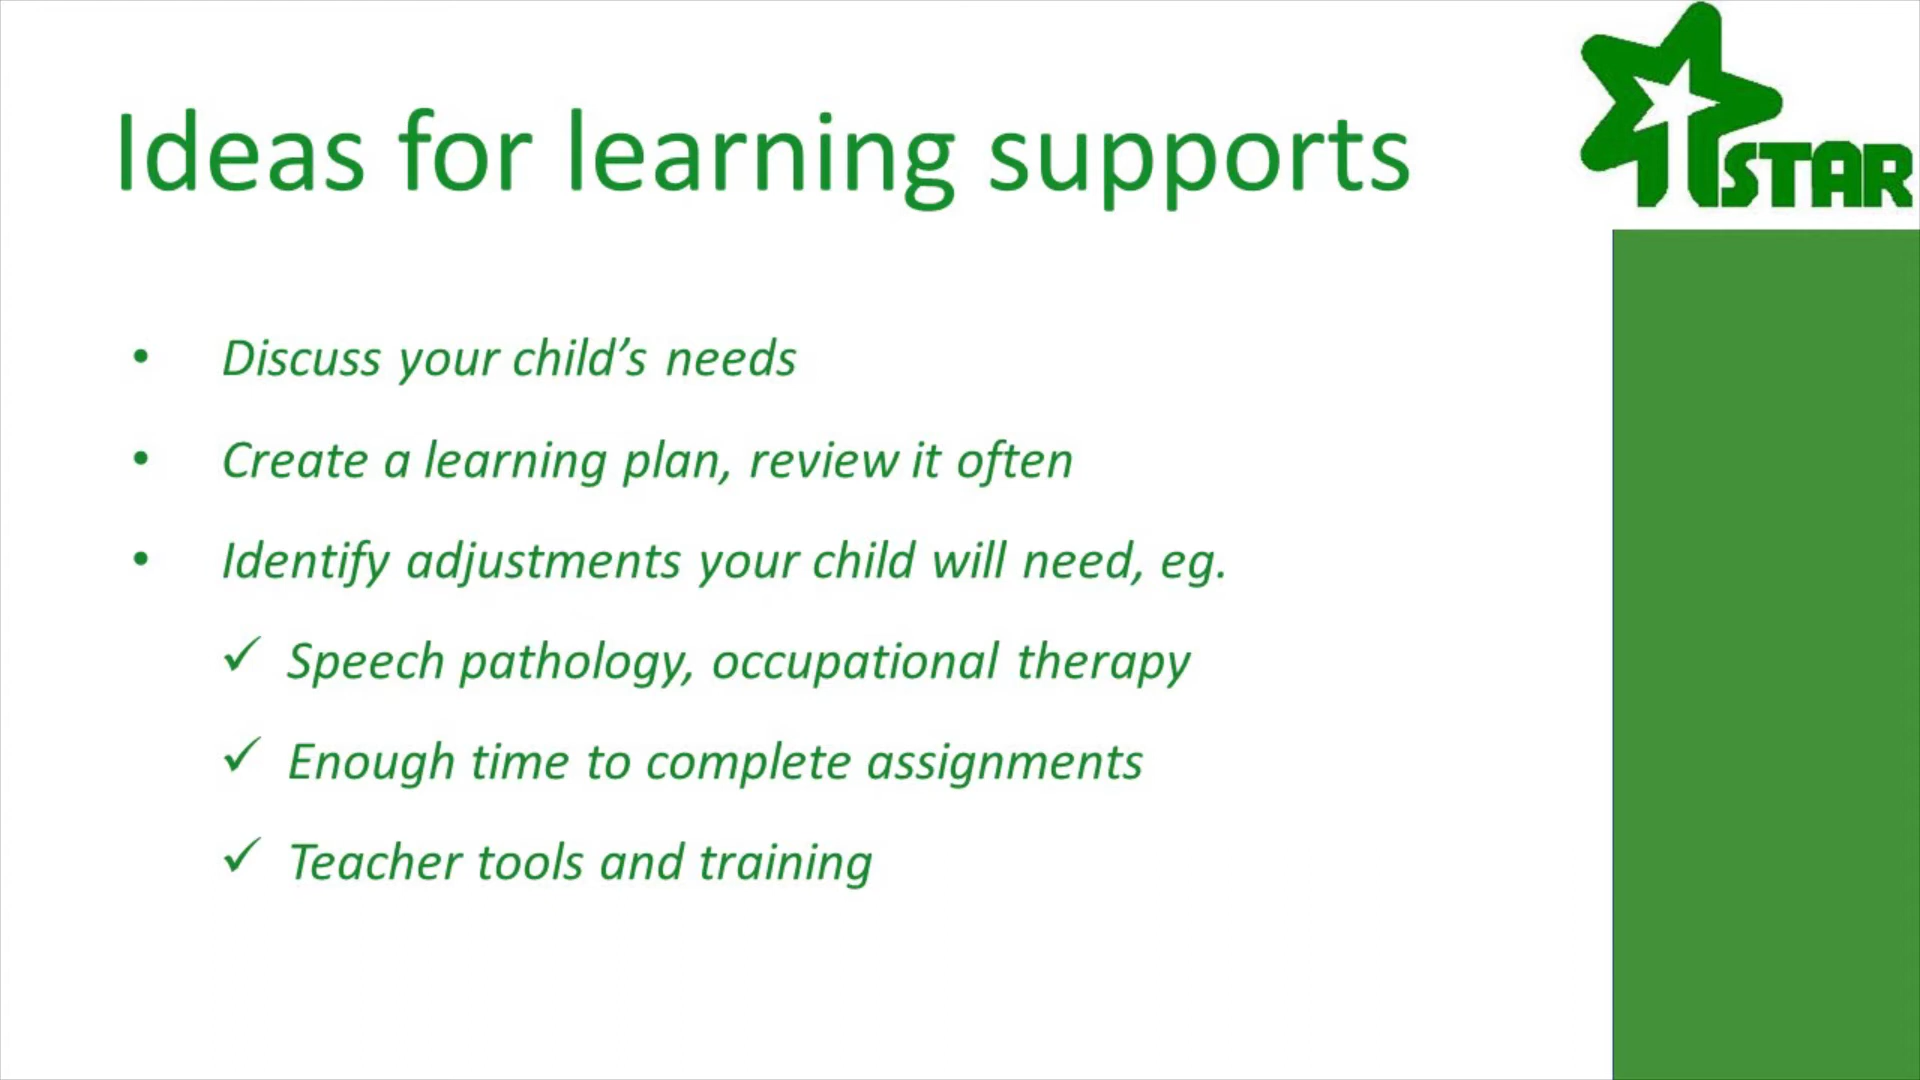 Ideas for learning supports
STAR
• Discuss your child’s needs
• Create a learning plan, review it often
• Identify adjustments your child will need, eg.
✓ Speech pathology, occupational therapy
✓ Enough time to complete assignments
✓ Teacher tools and training